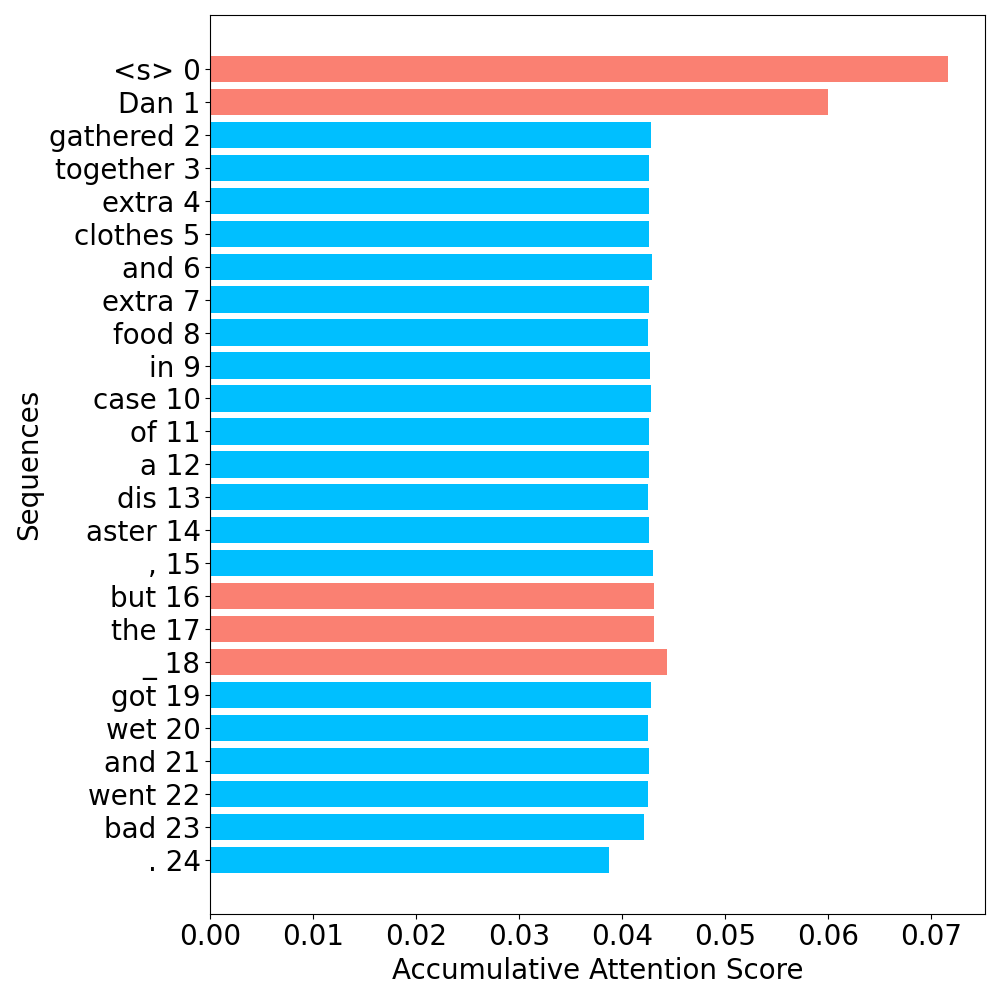 <s> 0
Dan 1
gathered 2
together 3
extra 4
clothes 5
and 6
extra 7
food 8
in 9
case 10
of 11
a 12
dis 13
aster 14
, 15
but 16
the 17
_ 18
got 19
wet 20
and 21
went 22
bad 23
. 24
Sequences
0.00 0.01 0.02 0.03 0.04 0.05 0.06 0.07
Accumulative Attention Score